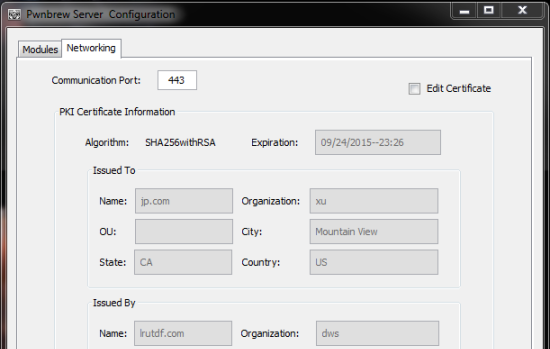 Pwnbrew Server Configuration
Modules Networking
Communication Port: 443
Edit Certificate
PKI Certificate Information
Algorithm: SHA256withRSA Expiration: 09/24/2015--23:26
Issued To
Name: jp.com Organization: xu
OU: City: Mountain View
State: CA Country: US
Issued By
Name: lrutdf.com Organization: dws